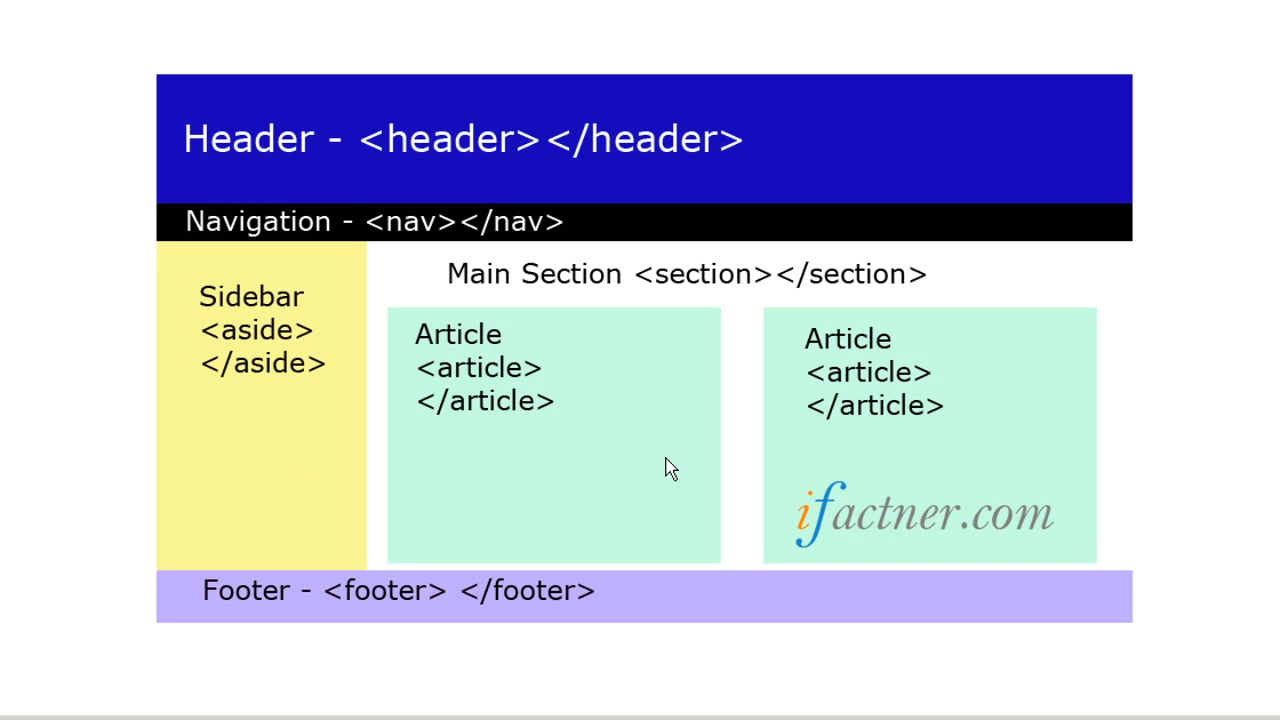 Header - <header></header>
Navigation - <nav></nav>
Sidebar
<aside>
</aside>
Main Section <section></section>
Article
<article>
</article>
Article
<article>
</article>
ifactner.com
Footer - <footer> </footer>